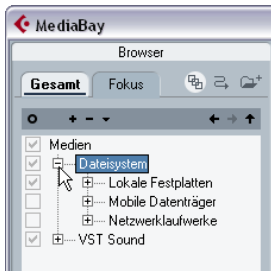 MediaBay
Browser
Gesamt Fokus
Medien
Dateisystem
Lokale Festplatten
Mobile Datenträger
Netzwerklaufwerke
VST Sound